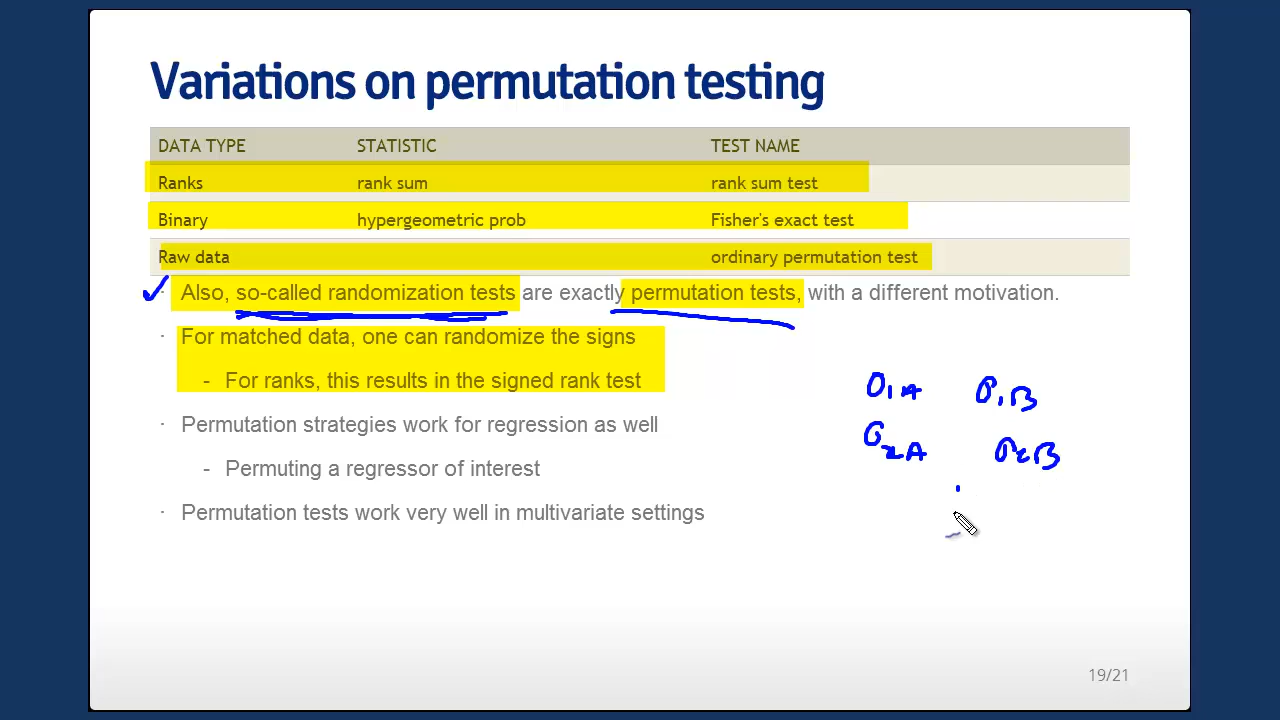 Variations on permutation testing
DATA TYPE STATISTIC TEST NAME
Ranks rank sum rank sum test
Binary hypergeometric prob Fisher's exact test
Raw data ordinary permutation test
· Also, so-called randomization tests are exactly permutation tests, with a different motivation.
· For matched data, one can randomize the signs
- For ranks, this results in the signed rank test
· Permutation strategies work for regression as well
- Permuting a regressor of interest
· Permutation tests work very well in multivariate settings
19/21